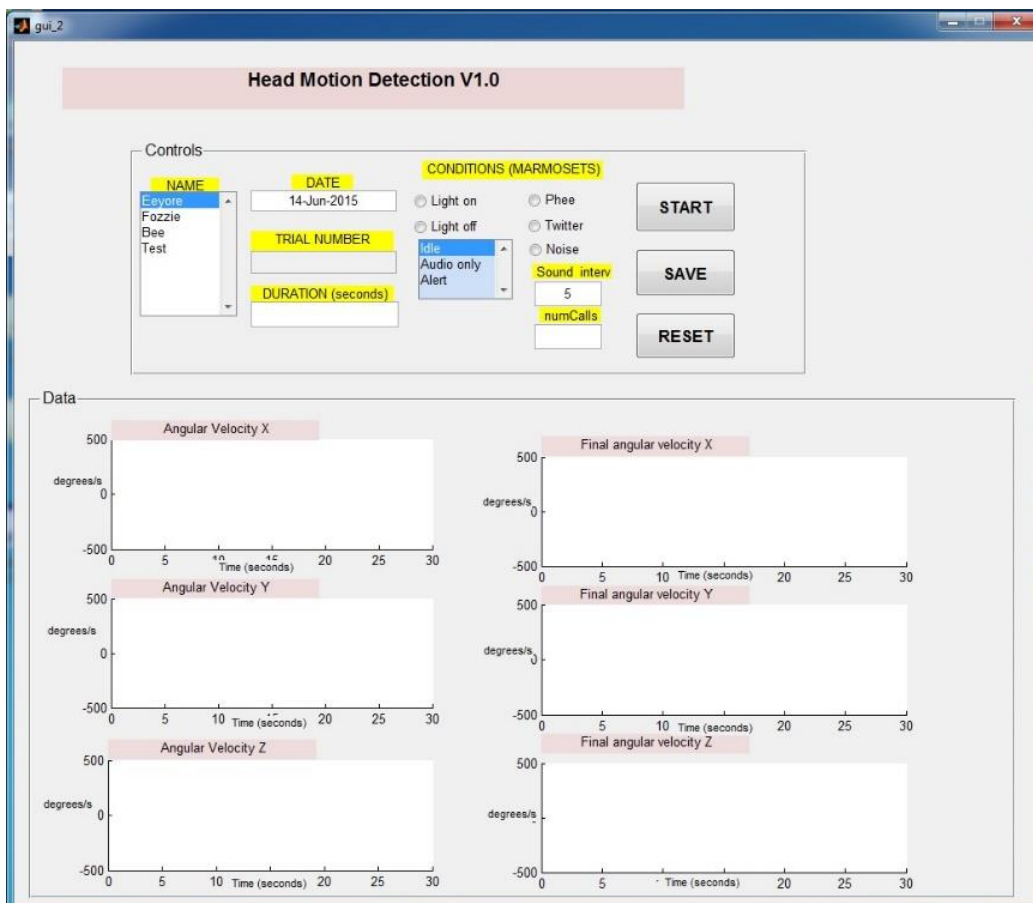 gui_2
Head Motion Detection V1.0
Controls
NAME
Eeyore
Fozzie
Bee
Test
DATE
14-Jun-2015
TRIAL NUMBER
DURATION (seconds)
CONDITIONS (MARMOSETS)
Light on
Light off
Idle
Audio only
Alert
Phee
Twitter
Noise
Sound interv
5
numCalls
START
SAVE
RESET
Data
Angular Velocity X
500
degrees/s
0
-500
0 5 10 15 20 25 30
Time (seconds)
Angular Velocity Y
500
degrees/s
0
-500
0 5 10 Time (seconds) 20 25 30
Angular Velocity Z
500
degrees/s
0
-500
0 5 10 Time (seconds) 20 25 30
Final angular velocity X
500
degrees/s
0
-500
0 5 10 Time (seconds) 20 25 30
Final angular velocity Y
500
degrees/s
0
-500
0 5 10 Time (seconds) 20 25 30
Final angular velocity Z
500
degrees/s
-500
0 5 Time (seconds) 20 25 30